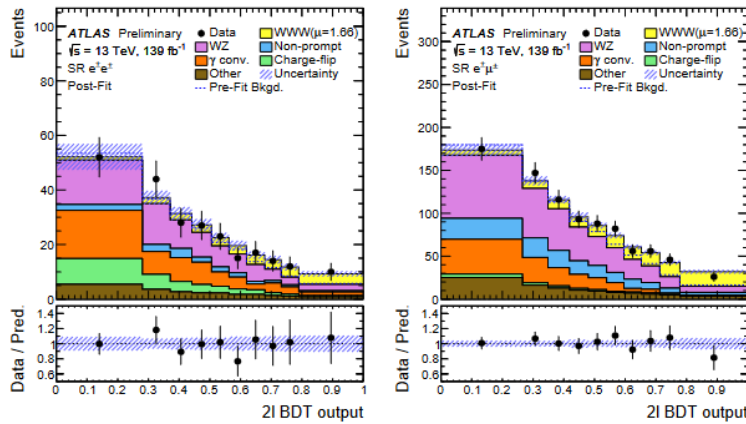 Events
100
80
60
40
20
0
ATLAS Preliminary
√s = 13 TeV, 139 fb⁻¹
SR e±e±
Post-Fit
Data
WWW(μ=1.66)
WZ
Non-prompt
γ conv.
Charge-flip
Other
Uncertainty
Pre-Fit Bkgd.
Data / Pred.
1.4
1.2
1
0.8
0.6
0 0.1 0.2 0.3 0.4 0.5 0.6 0.7 0.8 0.9 1
2l BDT output
Events
300
250
200
150
100
50
0
ATLAS Preliminary
√s = 13 TeV, 139 fb⁻¹
SR e±μ±
Post-Fit
Data
WWW(μ=1.66)
WZ
Non-prompt
γ conv.
Charge-flip
Other
Uncertainty
Pre-Fit Bkgd.
Data / Pred.
1.4
1.2
1
0.8
0.6
0 0.1 0.2 0.3 0.4 0.5 0.6 0.7 0.8 0.9
2l BDT output